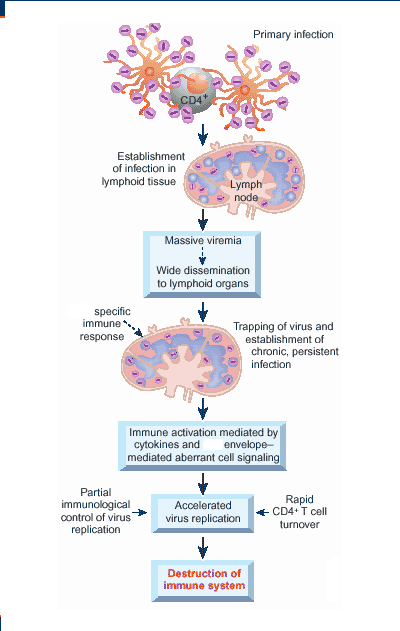 Primary infection
CD4+
Establishment
of infection in
lymphoid tissue
Lymph
node
Massive viremia
Wide dissemination
to lymphoid organs
specific
immune
response
Trapping of virus and
establishment of
chronic, persistent
infection
Immune activation mediated by
cytokines and envelope–
mediated aberrant cell signaling
Partial
immunological
control of virus
replication
Accelerated
virus replication
Rapid
CD4+ T cell
turnover
Destruction of
immune system